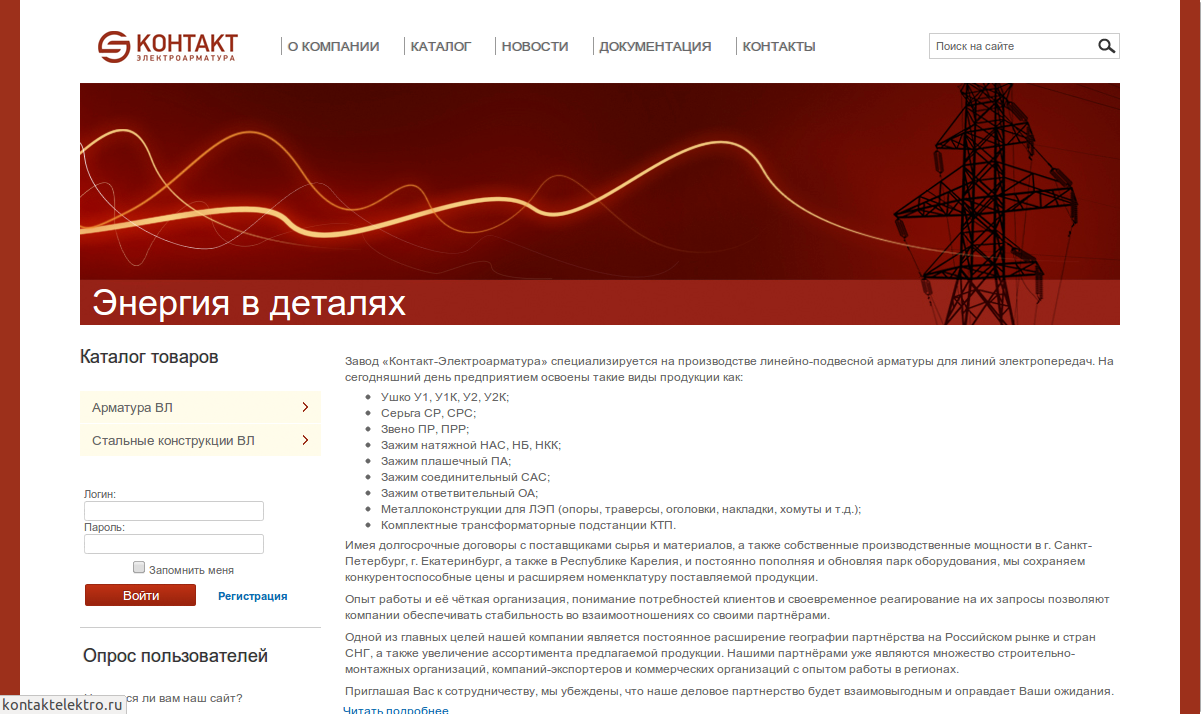 КОНТАКТ
ЭЛЕКТРОАРМАТУРА
О КОМПАНИИ
КАТАЛОГ
НОВОСТИ
ДОКУМЕНТАЦИЯ
КОНТАКТЫ
Поиск на сайте
Энергия в деталях
Каталог товаров
Арматура ВЛ
Стальные конструкции ВЛ
Логин:
Пароль:
Запомнить меня
Войти
Регистрация
Опрос пользователей
ся ли вам наш сайт?
Завод «Контакт-Электроарматура» специализируется на производстве линейно-подвесной арматуры для линий электропередач. На
сегодняшний день предприятием освоены такие виды продукции как:
Ушко У1, У1К, У2, У2К;
Серьга СР, СРС;
Звено ПР, ПРР;
Зажим натяжной НАС, НБ, НКК;
Зажим плашечный ПА;
Зажим соединительный САС;
Зажим ответвительный ОА;
Металлоконструкции для ЛЭП (опоры, траверсы, оголовки, накладки, хомуты и т.д.);
Комплектные трансформаторные подстанции КТП.
Имея долгосрочные договоры с поставщиками сырья и материалов, а также собственные производственные мощности в г. Санкт-
Петербург, г. Екатеринбург, а также в Республике Карелия, и постоянно пополняя и обновляя парк оборудования, мы сохраняем
конкурентоспособные цены и расширяем номенклатуру поставляемой продукции.
Опыт работы и её чёткая организация, понимание потребностей клиентов и своевременное реагирование на их запросы позволяют
компании обеспечивать стабильность во взаимоотношениях со своими партнёрами.
Одной из главных целей нашей компании является постоянное расширение географии партнёрства на Российском рынке и стран
СНГ, а также увеличение ассортимента предлагаемой продукции. Нашими партнёрами уже являются множество строительно-
монтажных организаций, компаний-экспортеров и коммерческих организаций с опытом работы в регионах.
Приглашая Вас к сотрудничеству, мы убеждены, что наше деловое партнерство будет взаимовыгодным и оправдает Ваши ожидания.
Читать подробнее
kontaktelektro.ru